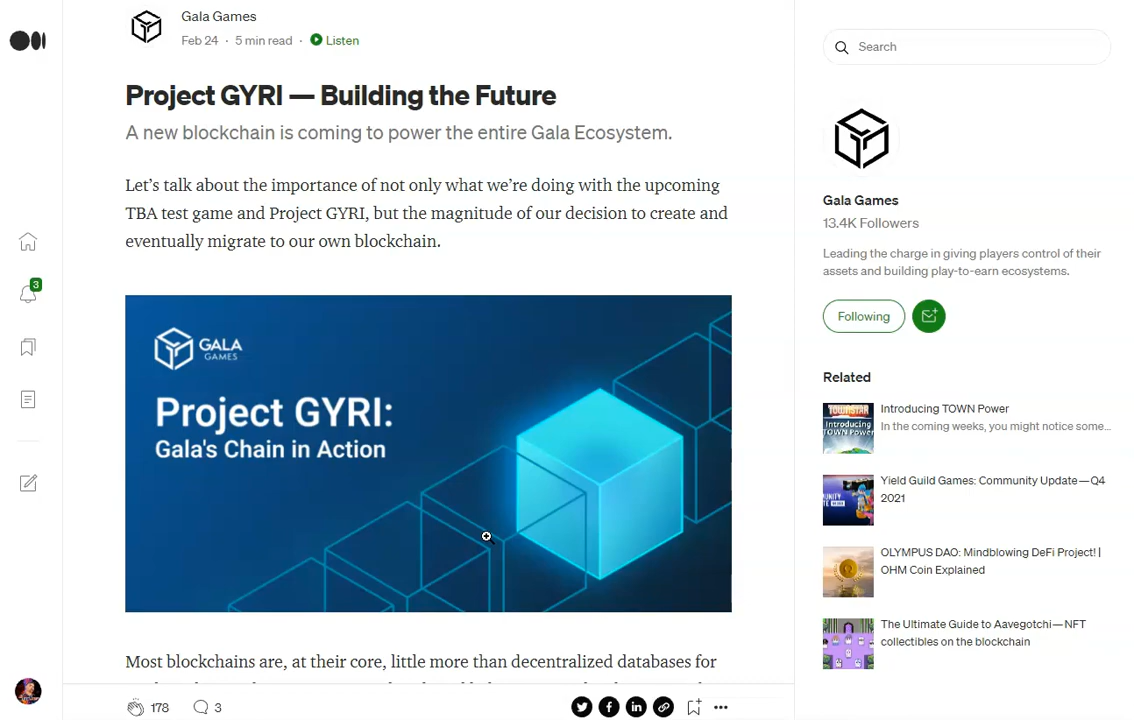 Gala Games
Feb 24 · 5 min read · Listen
Project GYRI — Building the Future
A new blockchain is coming to power the entire Gala Ecosystem.
Let’s talk about the importance of not only what we’re doing with the upcoming
TBA test game and Project GYRI, but the magnitude of our decision to create and
eventually migrate to our own blockchain.
GALA
GAMES
Project GYRI:
Gala's Chain in Action
Most blockchains are, at their core, little more than decentralized databases for
178
3
3
Search
Gala Games
13.4K Followers
Leading the charge in giving players control of their
assets and building play-to-earn ecosystems.
Following
Related
TOWNSTAR
Introducing
TOWN Power
Introducing TOWN Power
In the coming weeks, you might notice some…
Yield Guild Games: Community Update — Q4
2021
OLYMPUS DAO: Mindblowing DeFi Project! |
OHM Coin Explained
The Ultimate Guide to Aavegotchi — NFT
collectibles on the blockchain